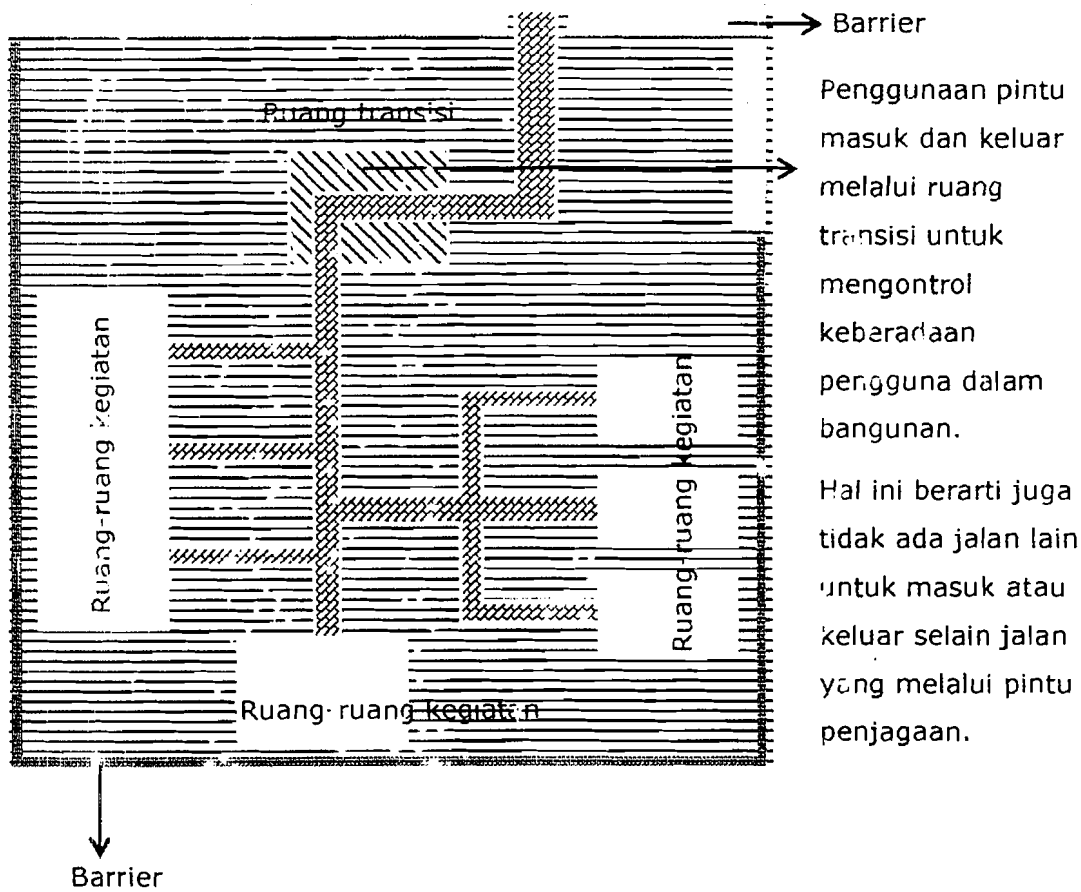 Barrier
Ruang transisi
Penggunaan pintu
masuk dan keluar
melalui ruang
transisi untuk
mengontrol
keberadaan
pengguna dalam
bangunan.
Hal ini berarti juga
tidak ada jalan lain
untuk masuk atau
keluar selain jalan
yang melalui pintu
penjagaan.
Ruang-ruang kegiatan
Ruang-ruang kegiatan
Ruang-ruang kegiatan
Barrier